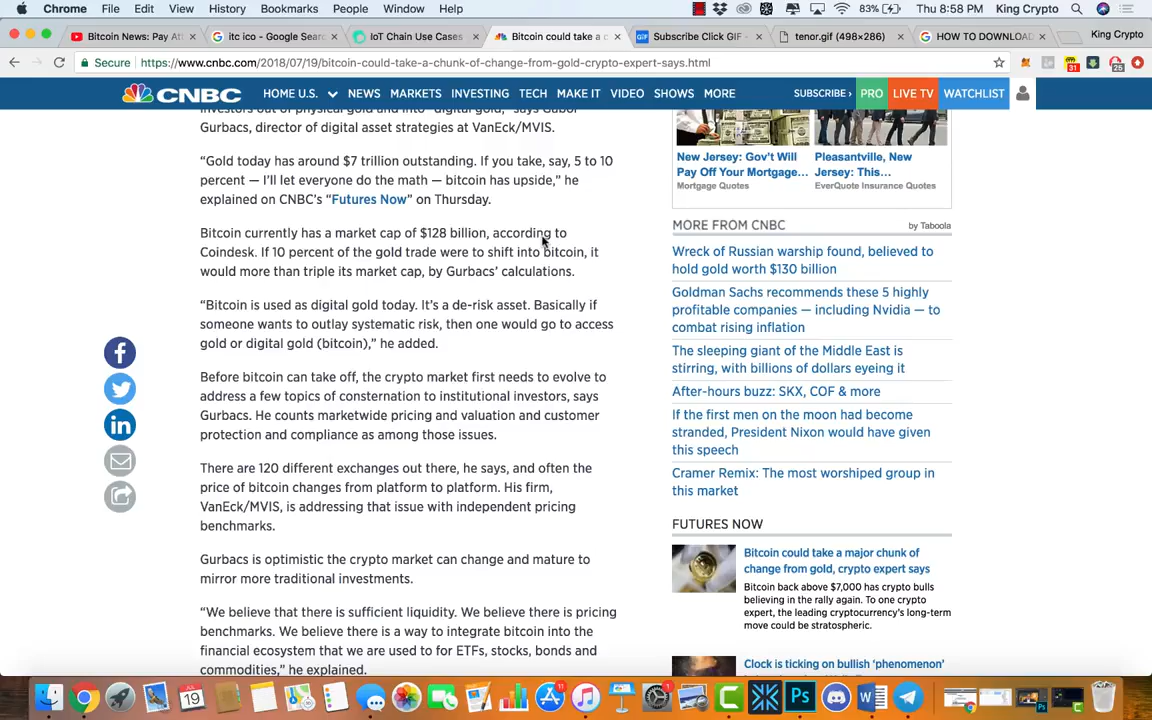 Chrome File Edit View History Bookmarks People Window Help 83% Thu 8:58 PM King Crypto
Bitcoin News: Pay At
itc ico - Google Sear
IoT Chain Use Cases
Bitcoin could take a c
Subscribe Click GIF -
tenor.gif (498×286)
HOW TO DOWNLOAD
King Crypto
Secure https://www.cnbc.com/2018/07/19/bitcoin-could-take-a-chunk-of-change-from-gold-crypto-expert-says.html
31
25
CNBC HOME U.S. NEWS MARKETS INVESTING TECH MAKE IT VIDEO SHOWS MORE SUBSCRIBE PRO LIVE TV WATCHLIST
investors out of physical gold and into “digital gold,” says Gabor
Gurbacs, director of digital asset strategies at VanEck/MVIS.
“Gold today has around $7 trillion outstanding. If you take, say, 5 to 10
percent — I’ll let everyone do the math — bitcoin has upside,” he
explained on CNBC’s “Futures Now” on Thursday.
Bitcoin currently has a market cap of $128 billion, according to
Coindesk. If 10 percent of the gold trade were to shift into bitcoin, it
would more than triple its market cap, by Gurbacs’ calculations.
“Bitcoin is used as digital gold today. It’s a de-risk asset. Basically if
someone wants to outlay systematic risk, then one would go to access
gold or digital gold (bitcoin),” he added.
Before bitcoin can take off, the crypto market first needs to evolve to
address a few topics of consternation to institutional investors, says
Gurbacs. He counts marketwide pricing and valuation and customer
protection and compliance as among those issues.
There are 120 different exchanges out there, he says, and often the
price of bitcoin changes from platform to platform. His firm,
VanEck/MVIS, is addressing that issue with independent pricing
benchmarks.
Gurbacs is optimistic the crypto market can change and mature to
mirror more traditional investments.
“We believe that there is sufficient liquidity. We believe there is pricing
benchmarks. We believe there is a way to integrate bitcoin into the
financial ecosystem that we are used to for ETFs, stocks, bonds and
commodities,” he explained.
New Jersey: Gov’t Will
Pay Off Your Mortgage...
Mortgage Quotes
Pleasantville, New
Jersey: This...
EverQuote Insurance Quotes
MORE FROM CNBC
by Taboola
Wreck of Russian warship found, believed to
hold gold worth $130 billion
Goldman Sachs recommends these 5 highly
profitable companies — including Nvidia — to
combat rising inflation
The sleeping giant of the Middle East is
stirring, with billions of dollars eyeing it
After-hours buzz: SKX, COF & more
If the first men on the moon had become
stranded, President Nixon would have given
this speech
Cramer Remix: The most worshiped group in
this market
FUTURES NOW
Bitcoin could take a major chunk of
change from gold, crypto expert says
Bitcoin back above $7,000 has crypto bulls
believing in the rally again. To one crypto
expert, the leading cryptocurrency’s long-term
move could be stratospheric.
Clock is ticking on bullish ‘phenomenon’
19